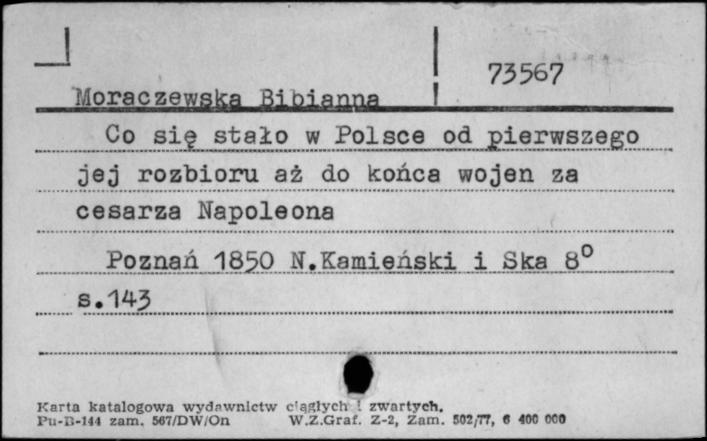 73567
Moraczewska Bibianna
Co się stało w Polsce od pierwszego
jej rozbioru aż do końca wojen za
cesarza Napoleona
Poznań 1850 N.Kamieński i Ska 8°
s.143
Karta katalogowa wydawnictw ciągłych i zwartych.
Pu-B-144 zam. 567/DW/On W.Z.Graf. Z-2, Zam. 502/77, 6 400 000